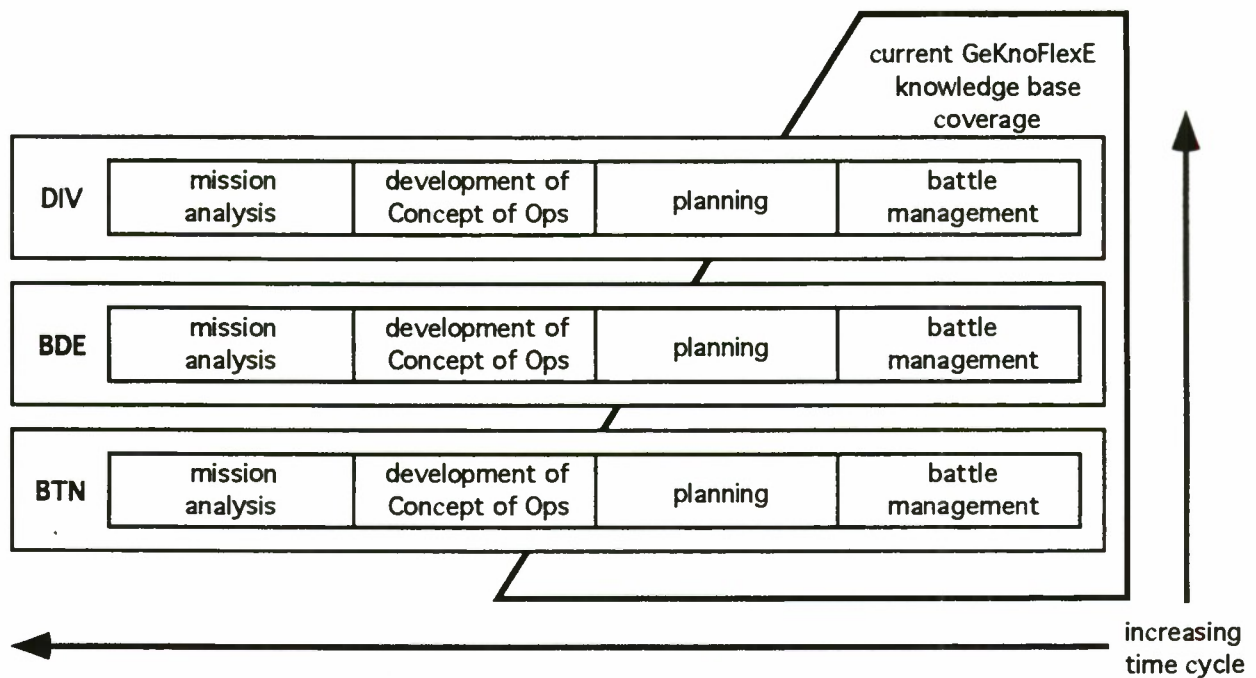 current GeKnoFlexE
knowledge base
coverage
DIV
mission
analysis
development of
Concept of Ops
planning
battle
management
BDE
mission
analysis
development of
Concept of Ops
planning
battle
management
BTN
mission
analysis
development of
Concept of Ops
planning
battle
management
increasing
time cycle